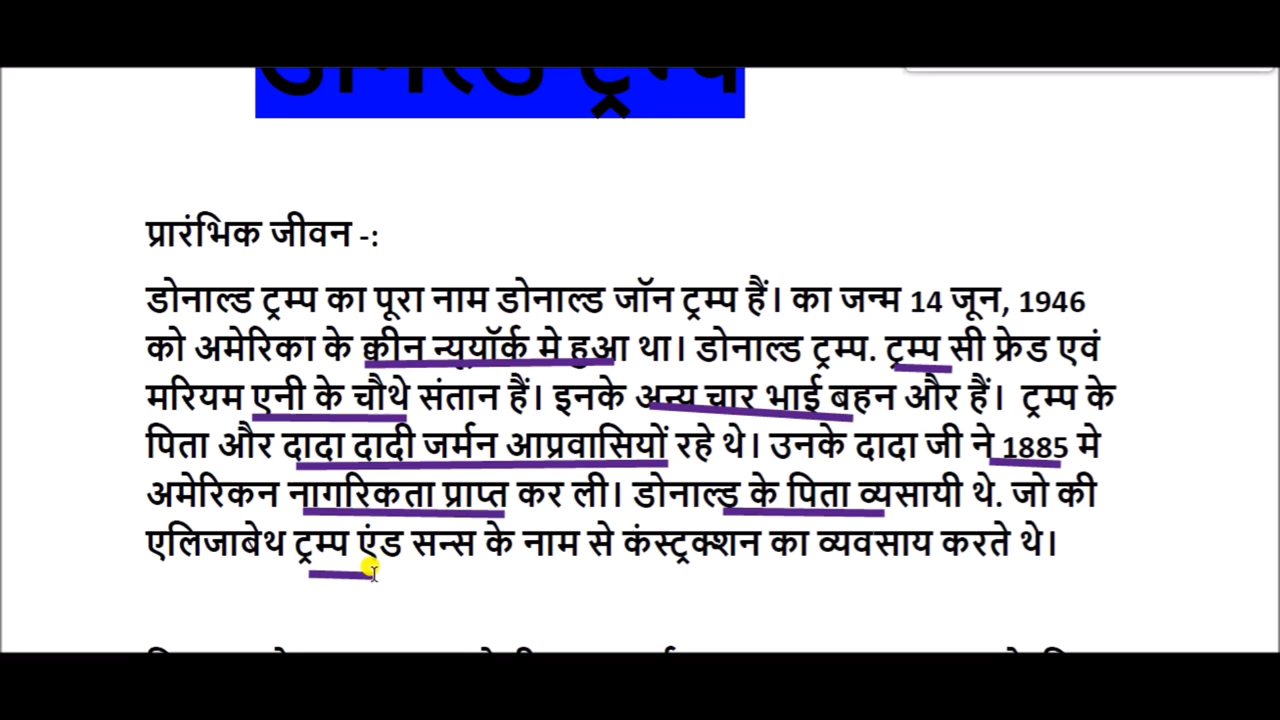 डोनाल्ड ट्रम्प
प्रारंभिक जीवन -:
डोनाल्ड ट्रम्प का पूरा नाम डोनाल्ड जॉन ट्रम्प हैं। का जन्म 14 जून, 1946
को अमेरिका के क्वीन न्यूयॉर्क मे हुआ था। डोनाल्ड ट्रम्प. ट्रम्प सी फ्रेड एवं
मरियम एनी के चौथे संतान हैं। इनके अन्य चार भाई बहन और हैं। ट्रम्प के
पिता और दादा दादी जर्मन आप्रवासियों रहे थे। उनके दादा जी ने 1885 मे
अमेरिकन नागरिकता प्राप्त कर ली। डोनाल्ड के पिता व्यसायी थे. जो की
एलिजाबेथ ट्रम्प एंड सन्स के नाम से कंस्ट्रक्शन का व्यवसाय करते थे।